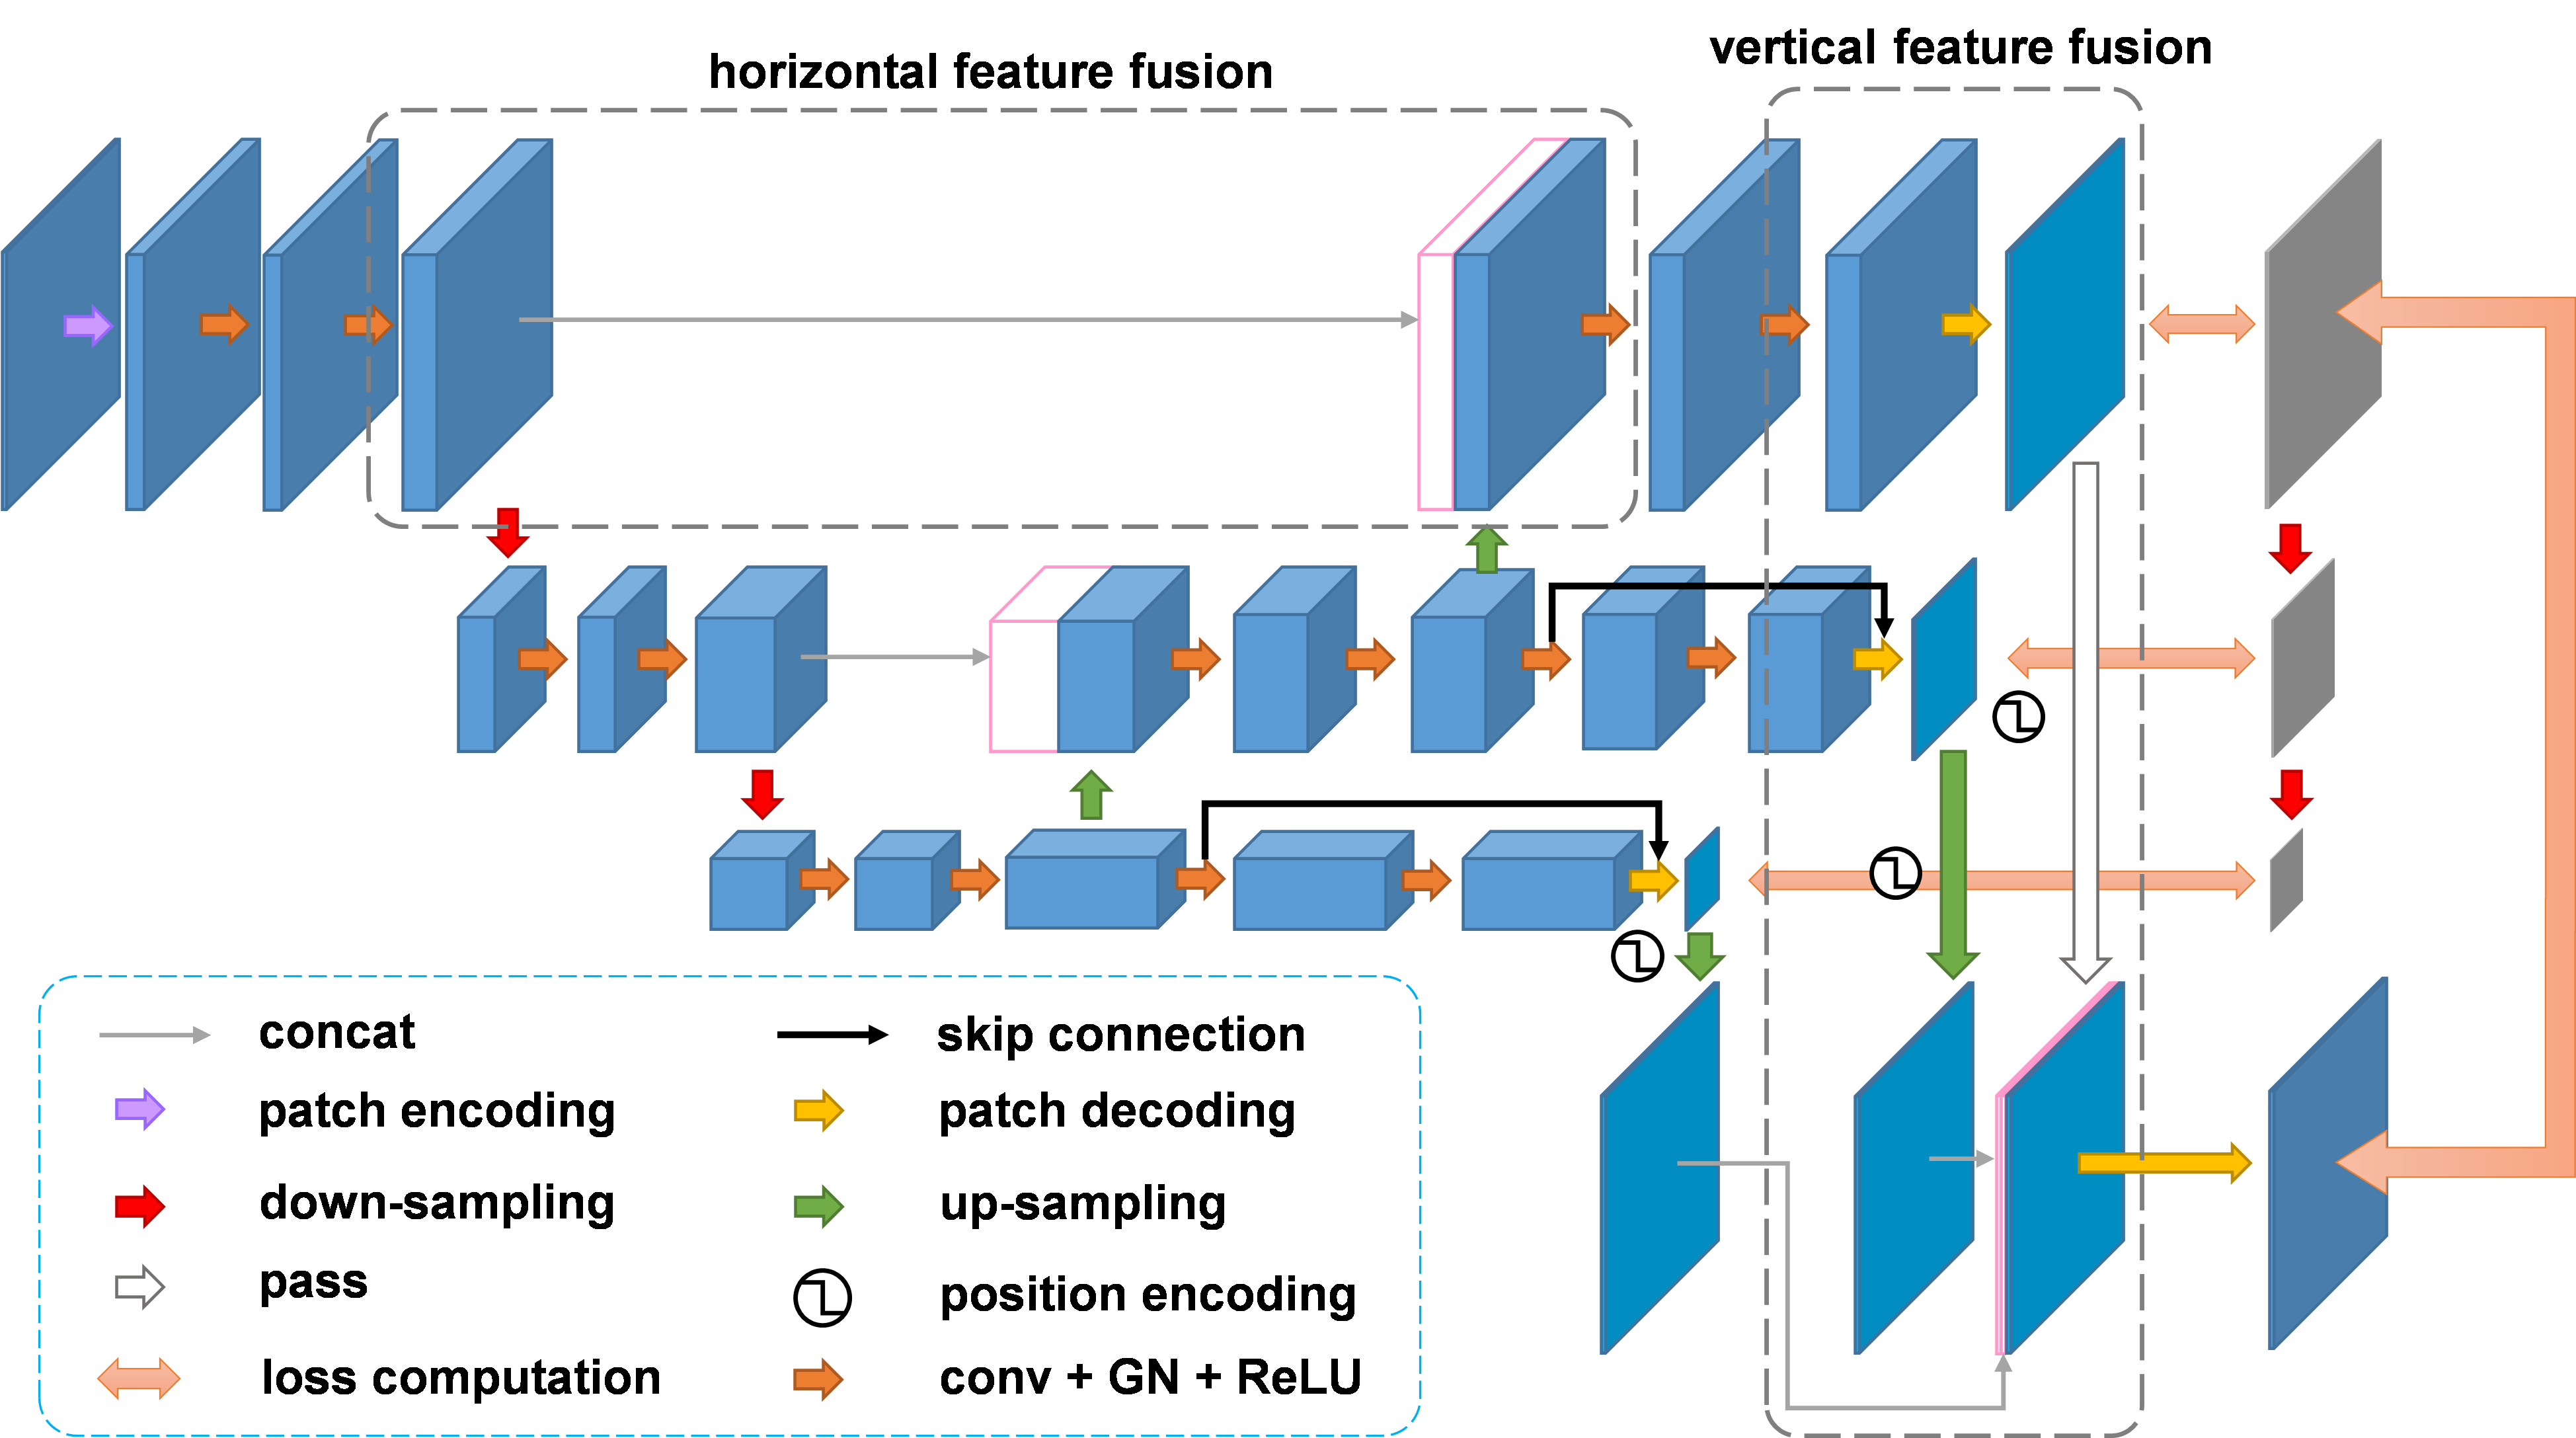 horizontal feature fusion
vertical feature fusion
concat
skip connection
patch encoding
patch decoding
down-sampling
up-sampling
pass
position encoding
loss computation
conv + GN + ReLU